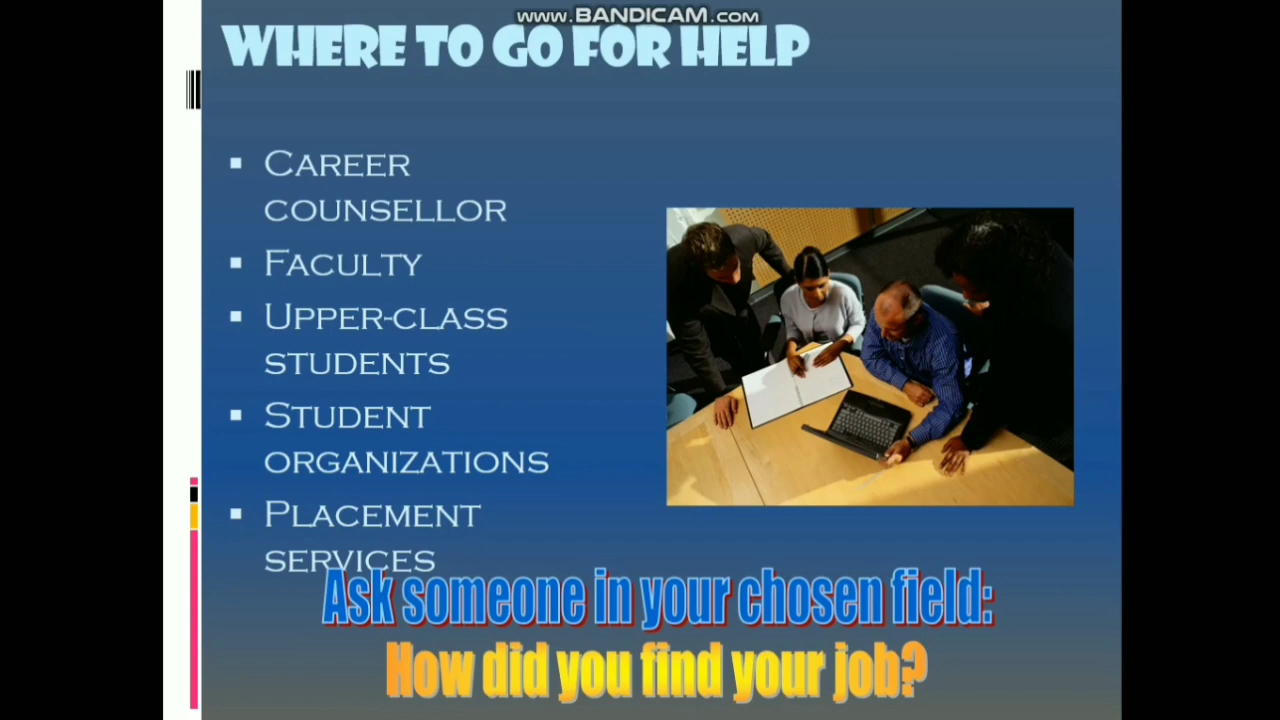 www.BANDICAM.com
WHERE TO GO FOR HELP
▪ CAREER
COUNSELLOR
▪ FACULTY
▪ UPPER-CLASS
STUDENTS
▪ STUDENT
ORGANIZATIONS
▪ PLACEMENT
SERVICES
Ask someone in your chosen field:
How did you find your job?